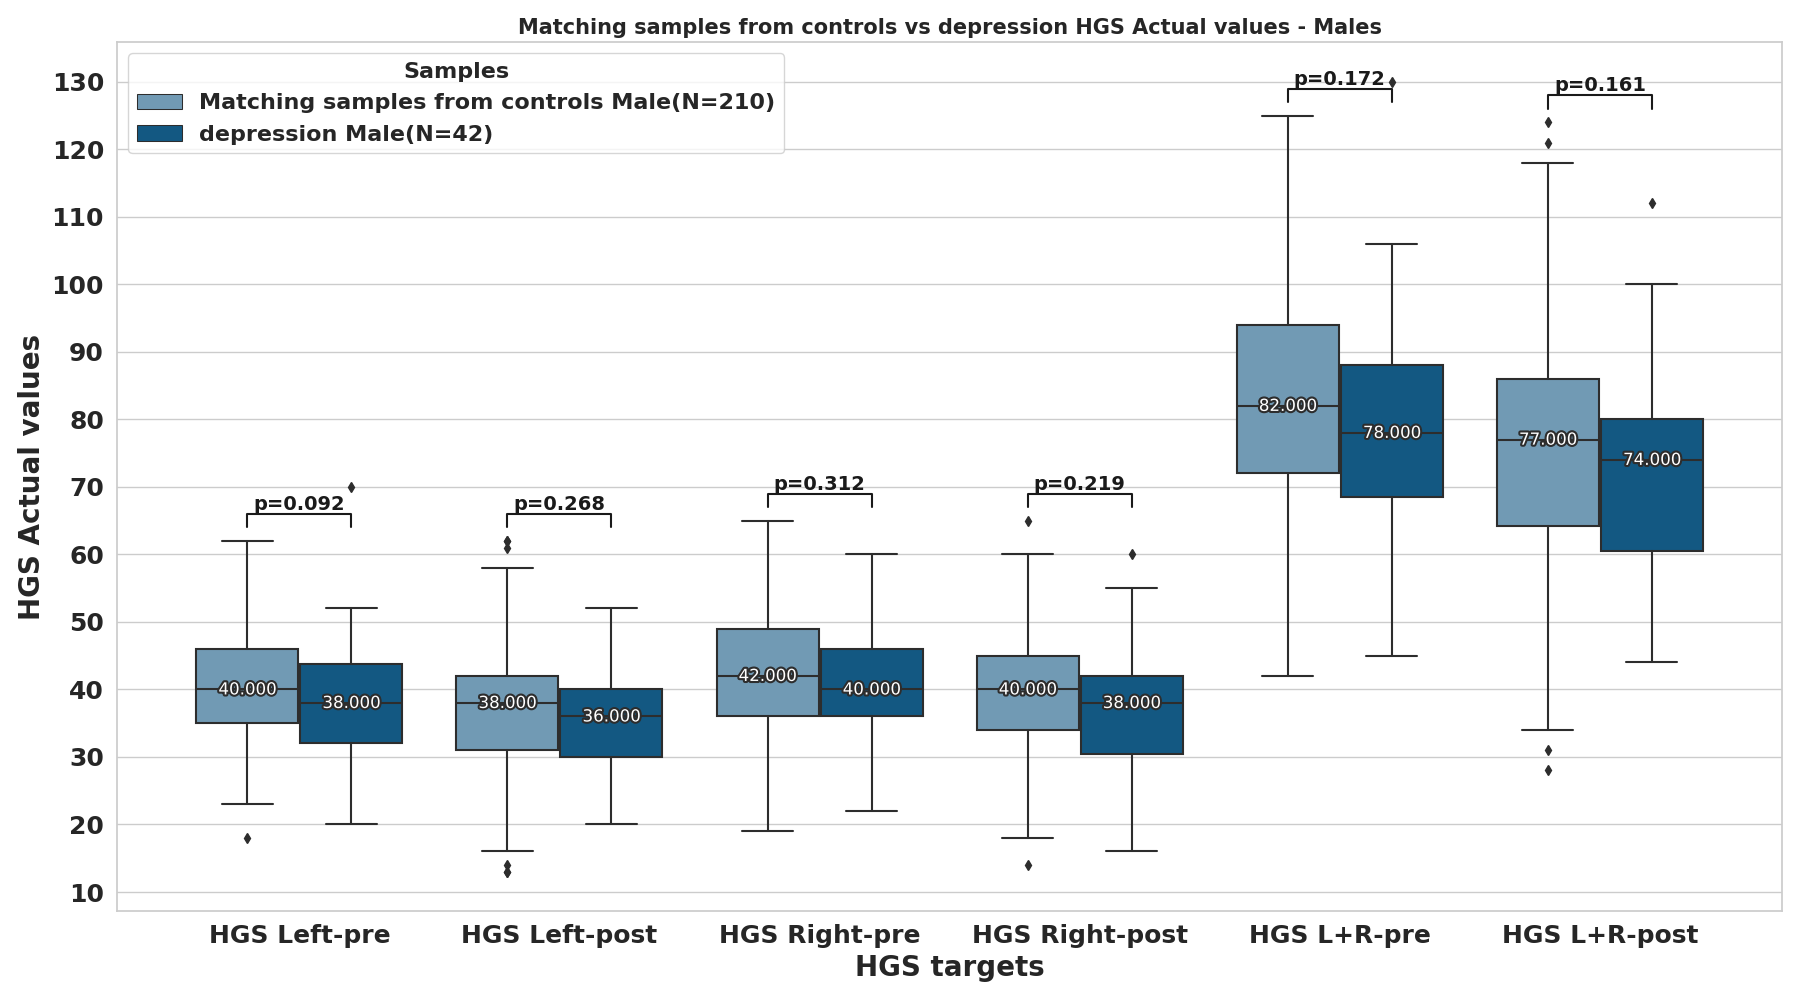 Matching samples from controls vs depression HGS Actual values - Males
Samples
Matching samples from controls Male(N=210)
depression Male(N=42)
HGS Actual values
130
120
110
100
90
80
70
60
50
40
30
20
10
p=0.092
p=0.268
p=0.312
p=0.219
p=0.172
p=0.161
40.000
38.000
38.000
36.000
42.000
40.000
40.000
38.000
82.000
78.000
77.000
74.000
HGS Left-pre
HGS Left-post
HGS Right-pre
HGS Right-post
HGS L+R-pre
HGS L+R-post
HGS targets